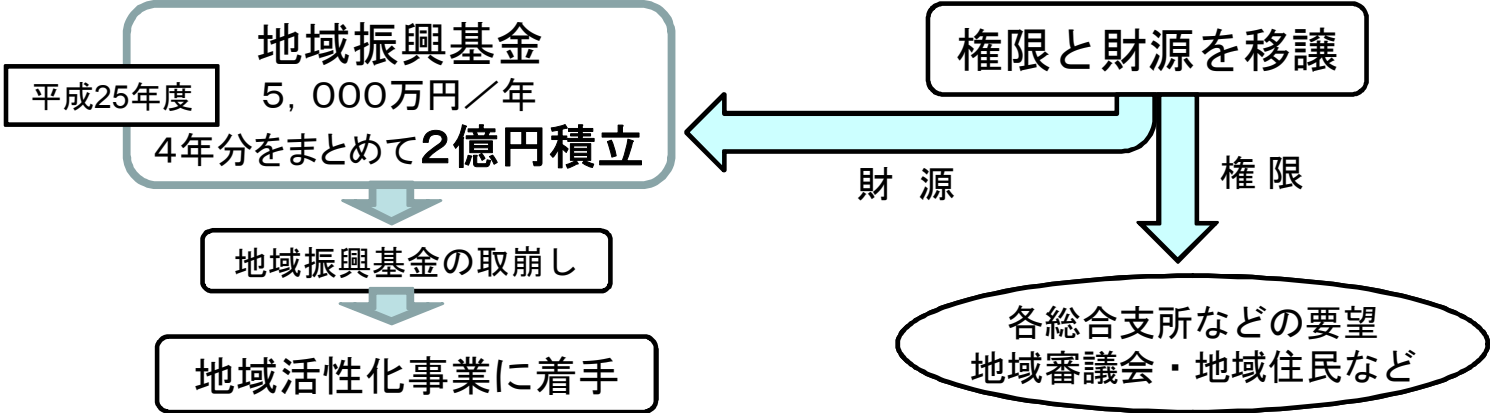 地域振興基金
平成25年度
５，０００万円／年
４年分をまとめて２億円積立
地域振興基金の取崩し
地域活性化事業に着手
権限と財源を移譲
財 源
権 限
各総合支所などの要望
地域審議会・地域住民など